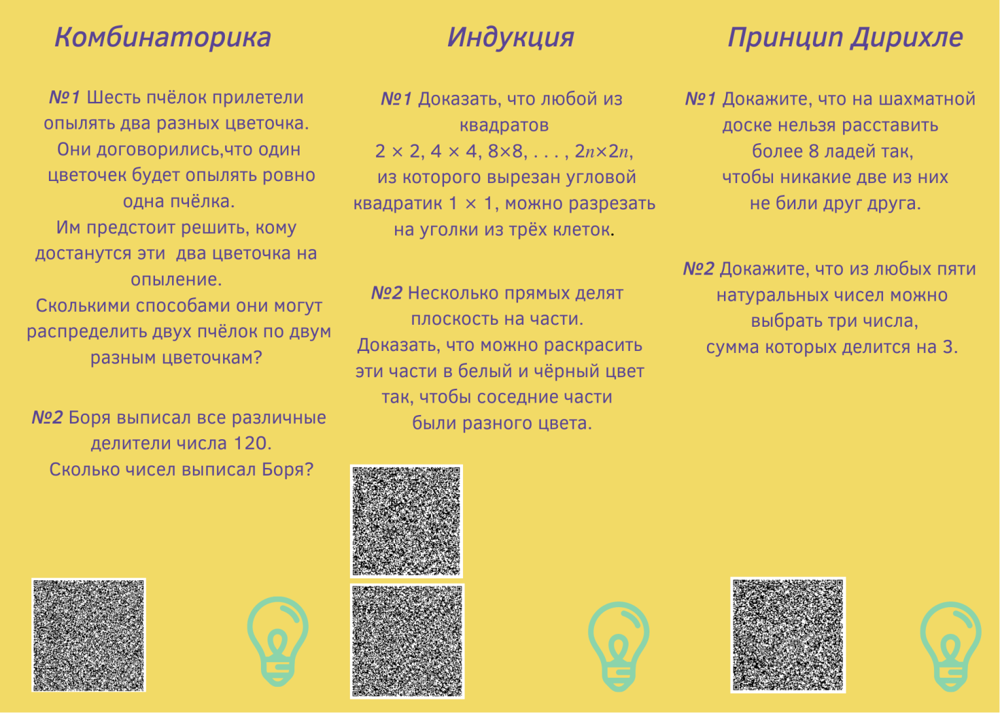 Комбинаторика
№1 Шесть пчёлок прилетели
опылять два разных цветочка.
Они договорились,что один
цветочек будет опылять ровно
одна пчёлка.
Им предстоит решить, кому
достанутся эти  два цветочка на
опыление.
Сколькими способами они могут
распределить двух пчёлок по двум
разным цветочкам?
№2 Боря выписал все различные
делители числа 120.
Сколько чисел выписал Боря?
Индукция
№1 Доказать, что любой из
квадратов
2 × 2, 4 × 4, 8×8, . . . , 2n×2n,
из которого вырезан угловой
квадратик 1 × 1, можно разрезать
на уголки из трёх клеток.
№2 Несколько прямых делят
плоскость на части.
Доказать, что можно раскрасить
эти части в белый и чёрный цвет
так, чтобы соседние части
были разного цвета.
Принцип Дирихле
№1 Докажите, что на шахматной
доске нельзя расставить
более 8 ладей так,
чтобы никакие две из них
не били друг друга.
№2 Докажите, что из любых пяти
натуральных чисел можно
выбрать три числа,
сумма которых делится на 3.